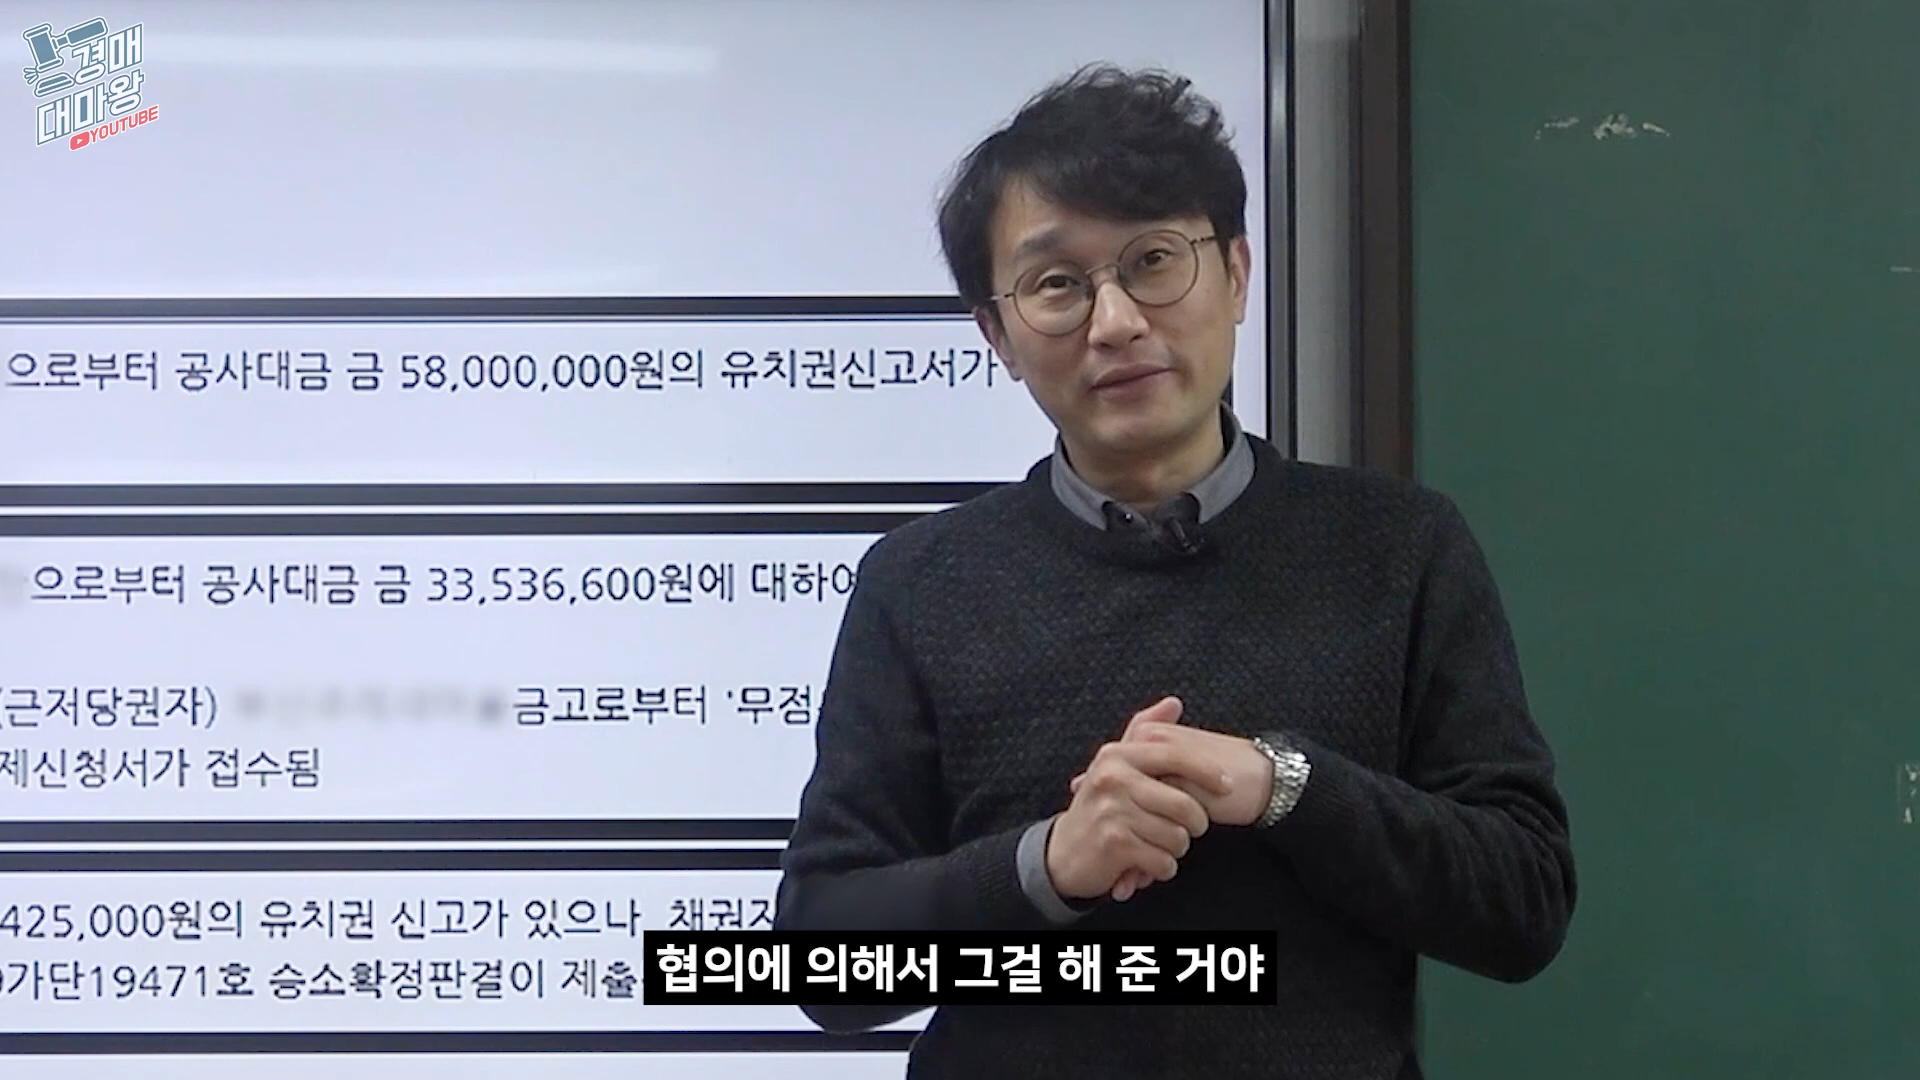 경매
대마왕
YOUTUBE
으로부터 공사대금 금 58,000,000원의 유치권신고서가
으로부터 공사대금 금 33,536,600원에 대하여
(근저당권자) 금고로부터 '무점
제신청서가 접수됨
425,000원의 유치권 신고가 있으나, 채권자
가단19471호 승소확정판결이 제출
협의에 의해서 그걸 해 준 거야